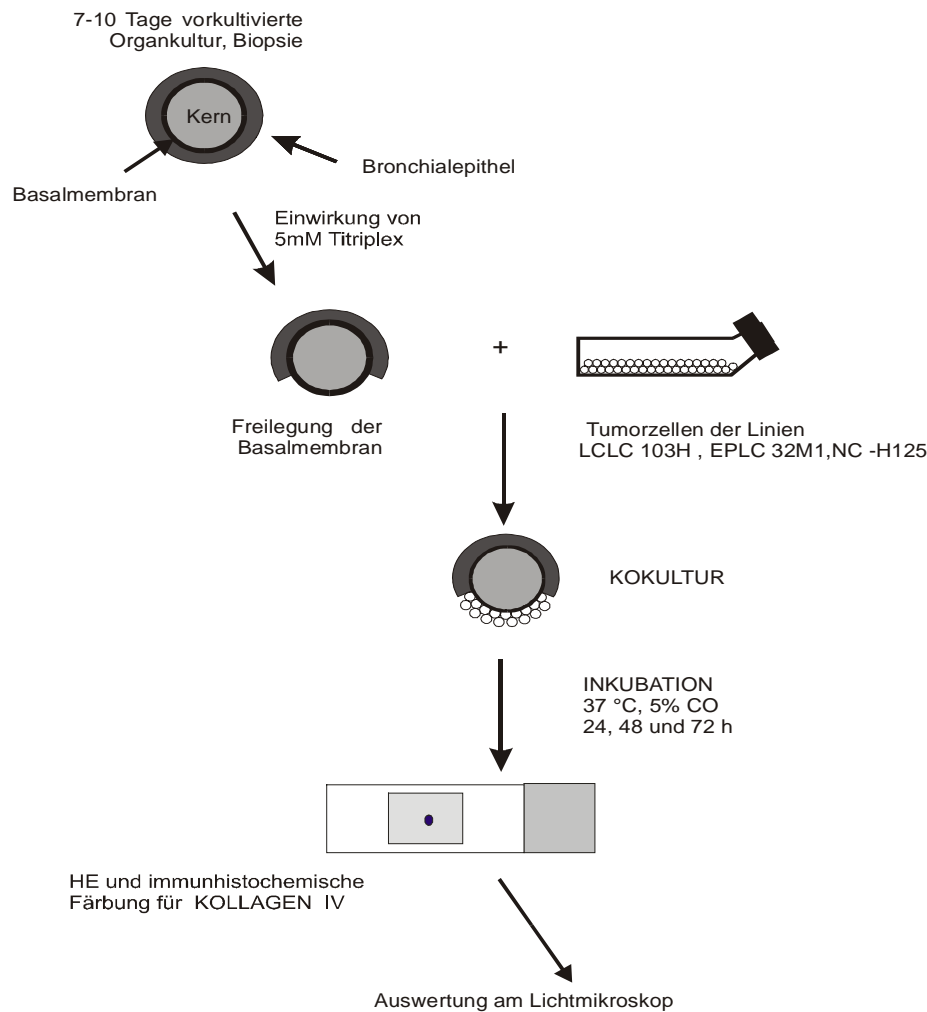 7-10 Tage vorkultivierte
Organkultur, Biopsie
Kern
Bronchialepithel
Basalmembran
Einwirkung von
5mM Titriplex
+
Freilegung der
Basalmembran
Tumorzellen der Linien
LCLC 103H , EPLC 32M1,NC -H125
KOKULTUR
INKUBATION
37 °C, 5% CO
24, 48 und 72 h
HE und immunhistochemische
Färbung für KOLLAGEN IV
Auswertung am Lichtmikroskop